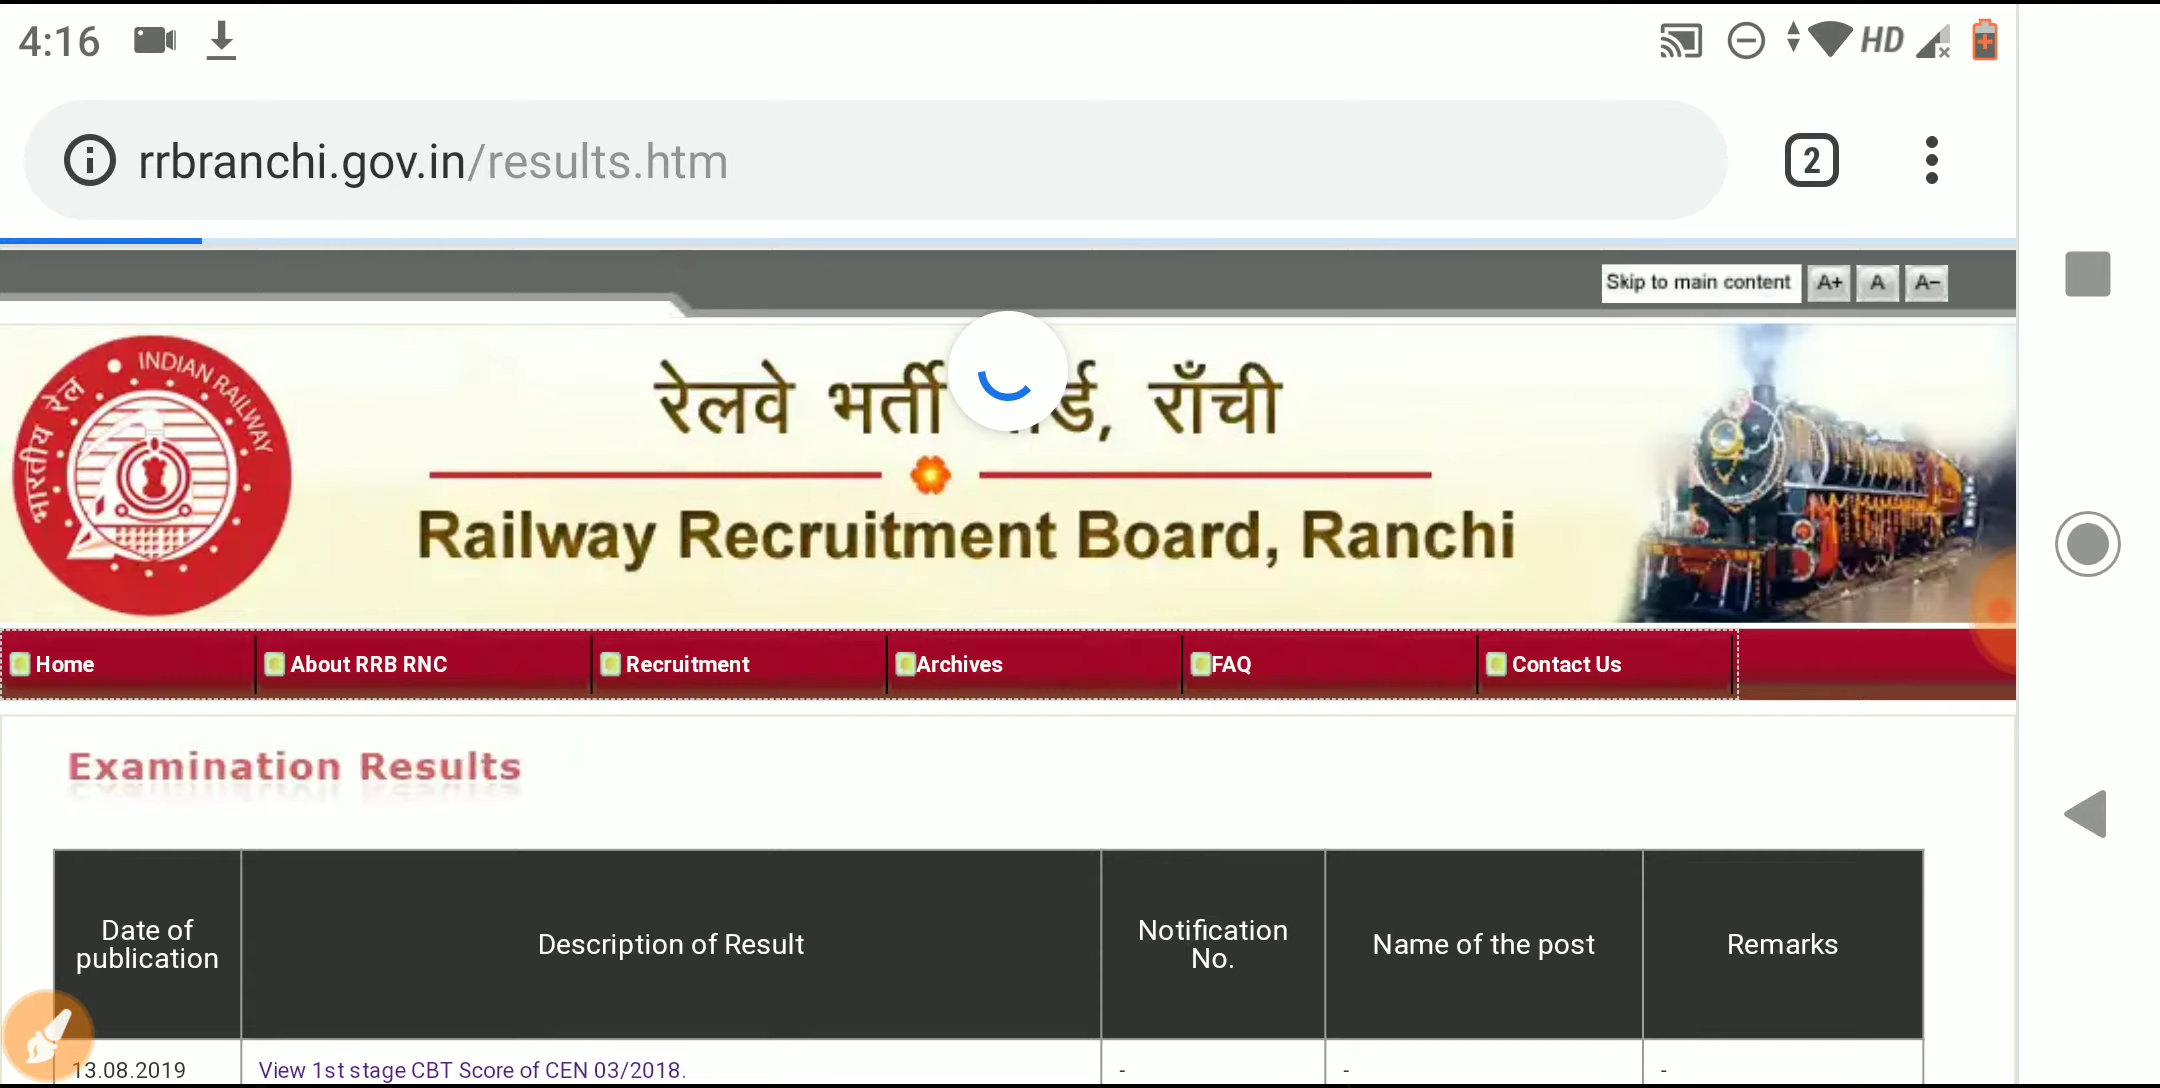 4:16
HD
rrbranchi.gov.in/results.htm
2
Skip to main content A+ A A-
भारतीय रेल
INDIAN RAILWAY
रेलवे भर्ती र्ड, राँची
Railway Recruitment Board, Ranchi
Home About RRB RNC Recruitment Archives FAQ Contact Us
Examination Results
Date of
publication
Description of Result
Notification
No.
Name of the post
Remarks
13.08.2019 View 1st stage CBT Score of CEN 03/2018. - - -